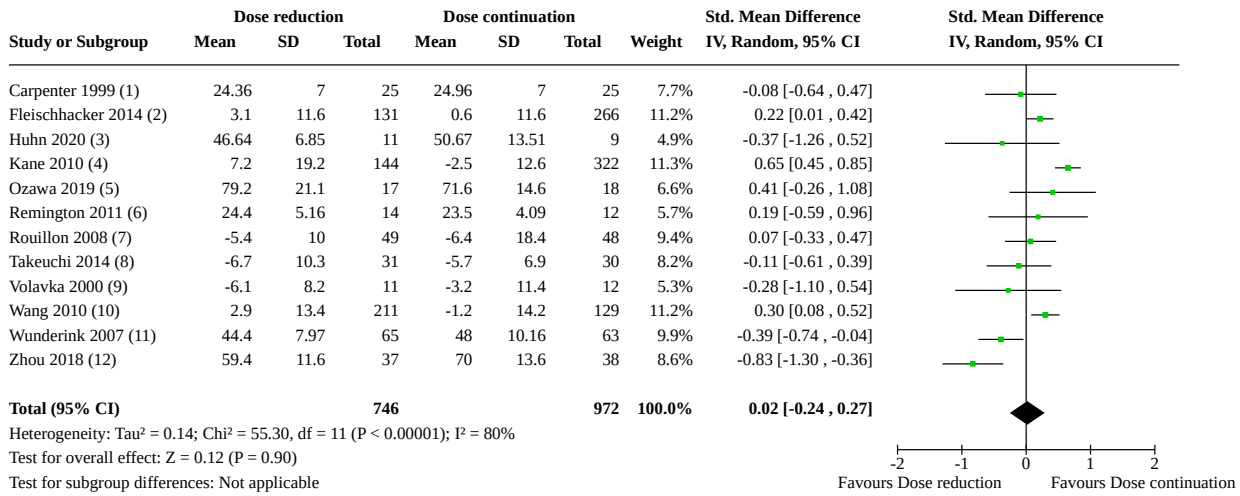 Dose reduction Dose continuation Std. Mean Difference Std. Mean Difference
Study or Subgroup Mean SD Total Mean SD Total Weight IV, Random, 95% CI IV, Random, 95% CI
Carpenter 1999 (1) 24.36 7 25 24.96 7 25 7.7% -0.08 [-0.64 , 0.47]
Fleischhacker 2014 (2) 3.1 11.6 131 0.6 11.6 266 11.2% 0.22 [0.01 , 0.42]
Huhn 2020 (3) 46.64 6.85 11 50.67 13.51 9 4.9% -0.37 [-1.26 , 0.52]
Kane 2010 (4) 7.2 19.2 144 -2.5 12.6 322 11.3% 0.65 [0.45 , 0.85]
Ozawa 2019 (5) 79.2 21.1 17 71.6 14.6 18 6.6% 0.41 [-0.26 , 1.08]
Remington 2011 (6) 24.4 5.16 14 23.5 4.09 12 5.7% 0.19 [-0.59 , 0.96]
Rouillon 2008 (7) -5.4 10 49 -6.4 18.4 48 9.4% 0.07 [-0.33 , 0.47]
Takeuchi 2014 (8) -6.7 10.3 31 -5.7 6.9 30 8.2% -0.11 [-0.61 , 0.39]
Volavka 2000 (9) -6.1 8.2 11 -3.2 11.4 12 5.3% -0.28 [-1.10 , 0.54]
Wang 2010 (10) 2.9 13.4 211 -1.2 14.2 129 11.2% 0.30 [0.08 , 0.52]
Wunderink 2007 (11) 44.4 7.97 65 48 10.16 63 9.9% -0.39 [-0.74 , -0.04]
Zhou 2018 (12) 59.4 11.6 37 70 13.6 38 8.6% -0.83 [-1.30 , -0.36]
Total (95% CI) 746 972 100.0% 0.02 [-0.24 , 0.27]
Heterogeneity: Tau² = 0.14; Chi² = 55.30, df = 11 (P < 0.00001); I² = 80%
Test for overall effect: Z = 0.12 (P = 0.90)
-2 -1 0 1 2
Test for subgroup differences: Not applicable
Favours Dose reduction Favours Dose continuation